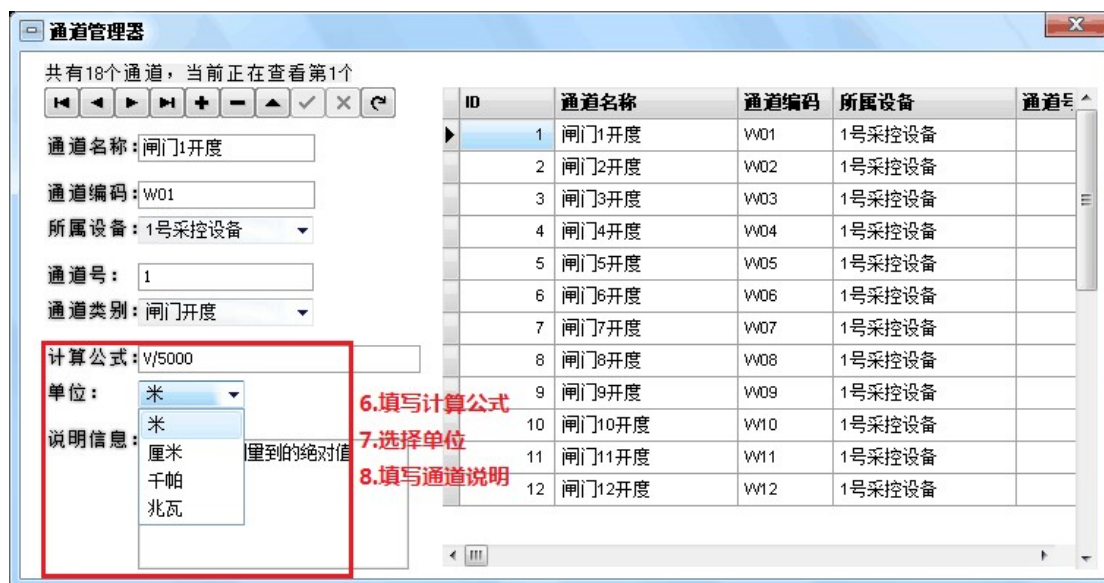 通道管理器
共有18个通道，当前正在查看第1个
通道名称:闸门1开度
通道编码:W01
所属设备:1号采控设备
通道号: 1
通道类别:闸门开度
计算公式:V/5000
单位: 米
米
厘米
千帕
兆瓦
说明信息: 量到的绝对值
6.填写计算公式
7.选择单位
8.填写通道说明
ID 通道名称 通道编码 所属设备 通道号
1 闸门1开度 W01 1号采控设备
2 闸门2开度 W02 1号采控设备
3 闸门3开度 W03 1号采控设备
4 闸门4开度 W04 1号采控设备
5 闸门5开度 W05 1号采控设备
6 闸门6开度 W06 1号采控设备
7 闸门7开度 W07 1号采控设备
8 闸门8开度 W08 1号采控设备
9 闸门9开度 W09 1号采控设备
10 闸门10开度 W10 1号采控设备
11 闸门11开度 W11 1号采控设备
12 闸门12开度 W12 1号采控设备